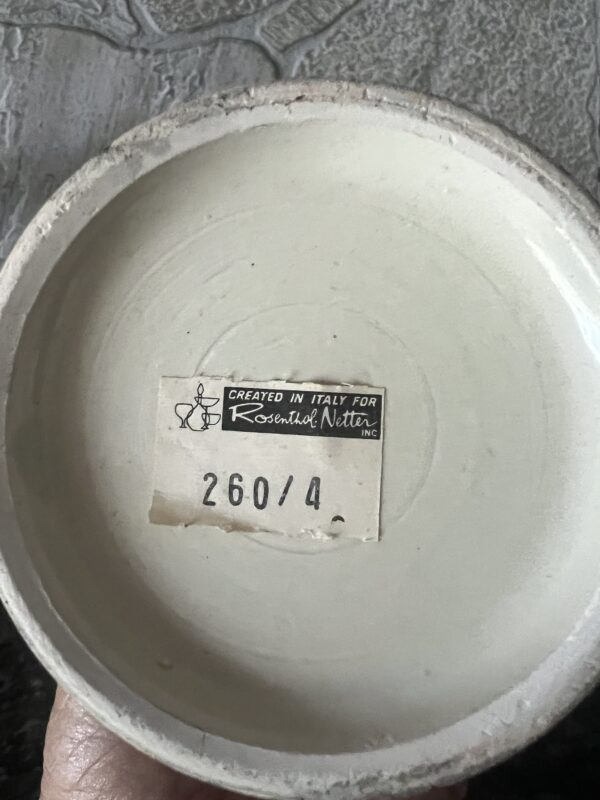 CREATED IN ITALY FOR
Rosenthal-Netter
INC
260/4